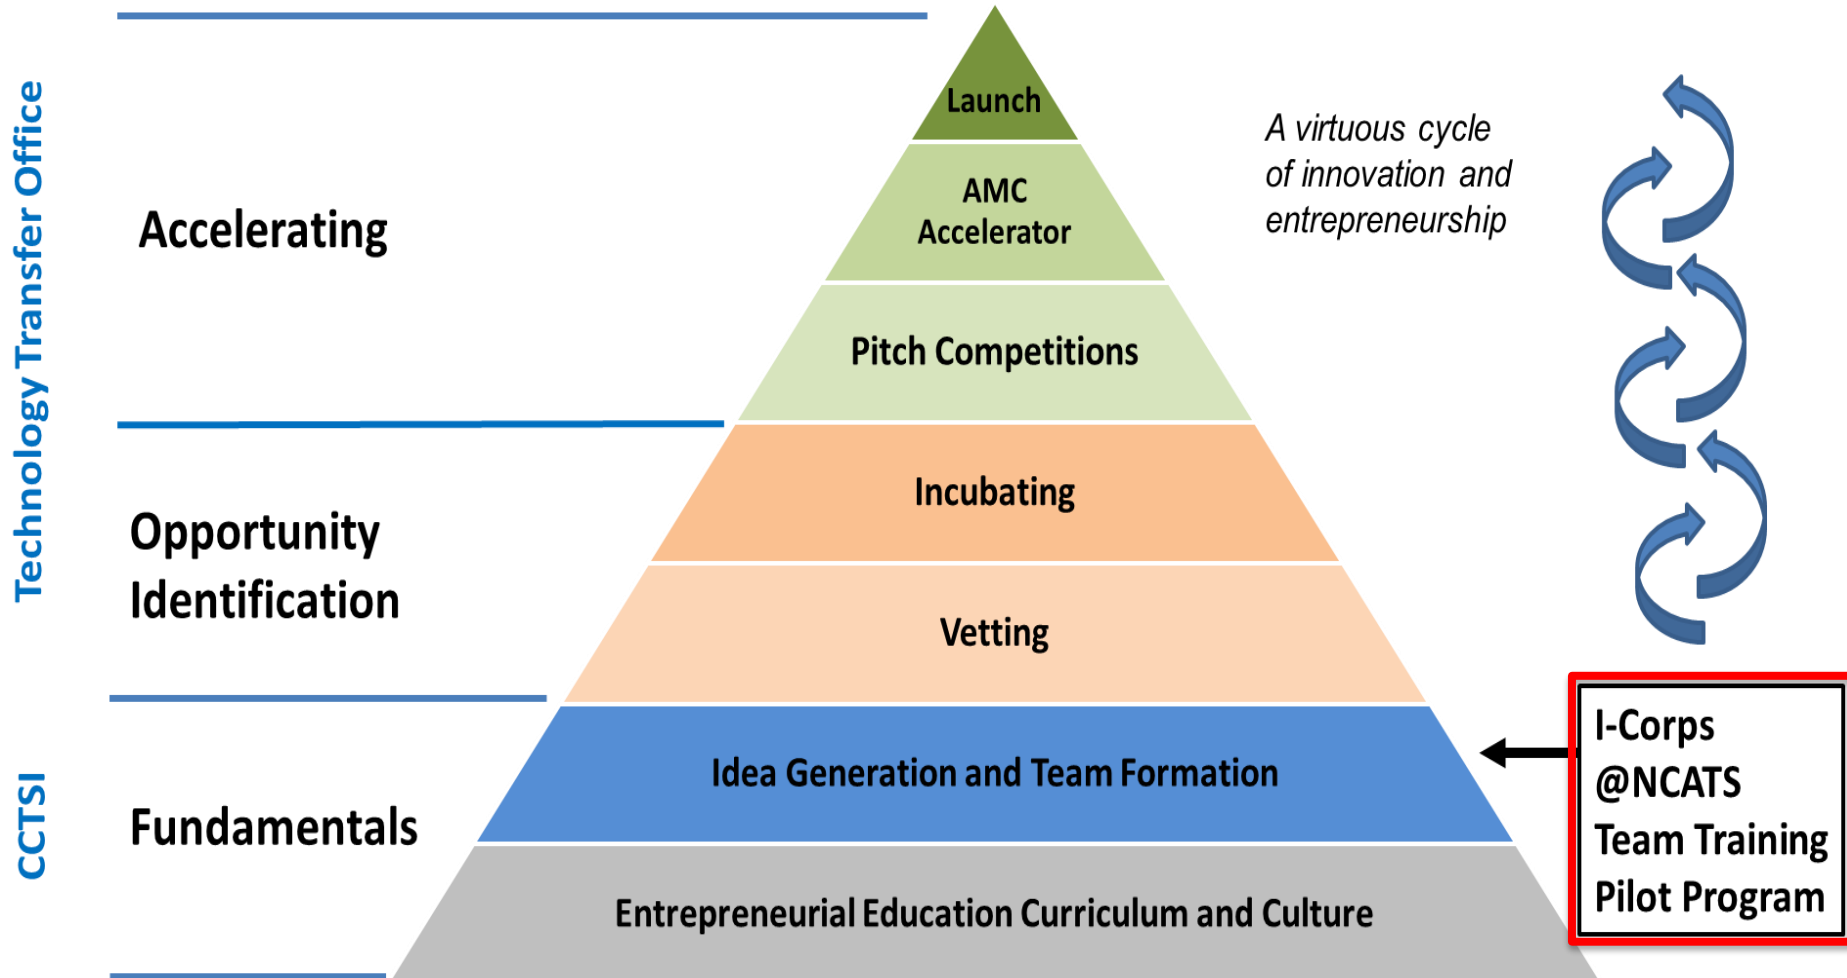 Technology Transfer Office
CCTSI
Accelerating
Opportunity
Identification
Fundamentals
Launch
AMC
Accelerator
Pitch Competitions
Incubating
Vetting
Idea Generation and Team Formation
Entrepreneurial Education Curriculum and Culture
A virtuous cycle
of innovation and
entrepreneurship
I-Corps
@NCATS
Team Training
Pilot Program